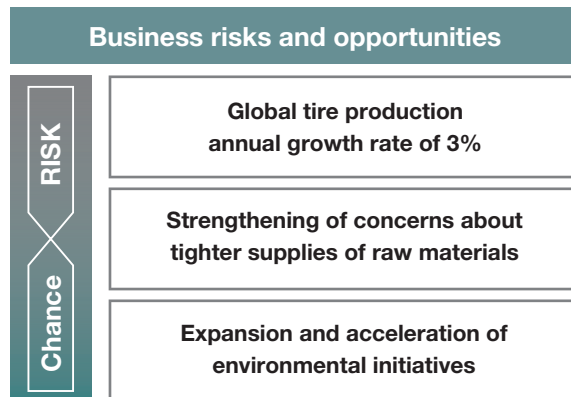 Business risks and opportunities
RISK
Chance
Global tire production
annual growth rate of 3%
Strengthening of concerns about
tighter supplies of raw materials
Expansion and acceleration of
environmental initiatives